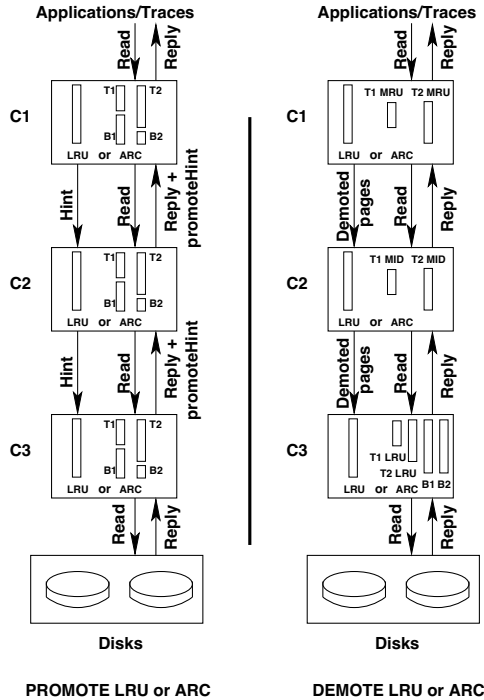 Applications/Traces
Read
Reply
C1
T1
T2
B1
B2
LRU or ARC
Hint
Read
Reply +
promoteHint
C2
T1
T2
B1
B2
LRU or ARC
Hint
Read
Reply +
promoteHint
C3
T1
T2
B1
B2
LRU or ARC
Read
Reply
Disks
PROMOTE LRU or ARC
Applications/Traces
Read
Reply
C1
T1 MRU
T2 MRU
LRU or ARC
Demoted
pages
Read
Reply
C2
T1 MID
T2 MID
LRU or ARC
Demoted
pages
Read
Reply
C3
T1 LRU
T2 LRU
B1 B2
LRU or ARC
Read
Reply
Disks
DEMOTE LRU or ARC